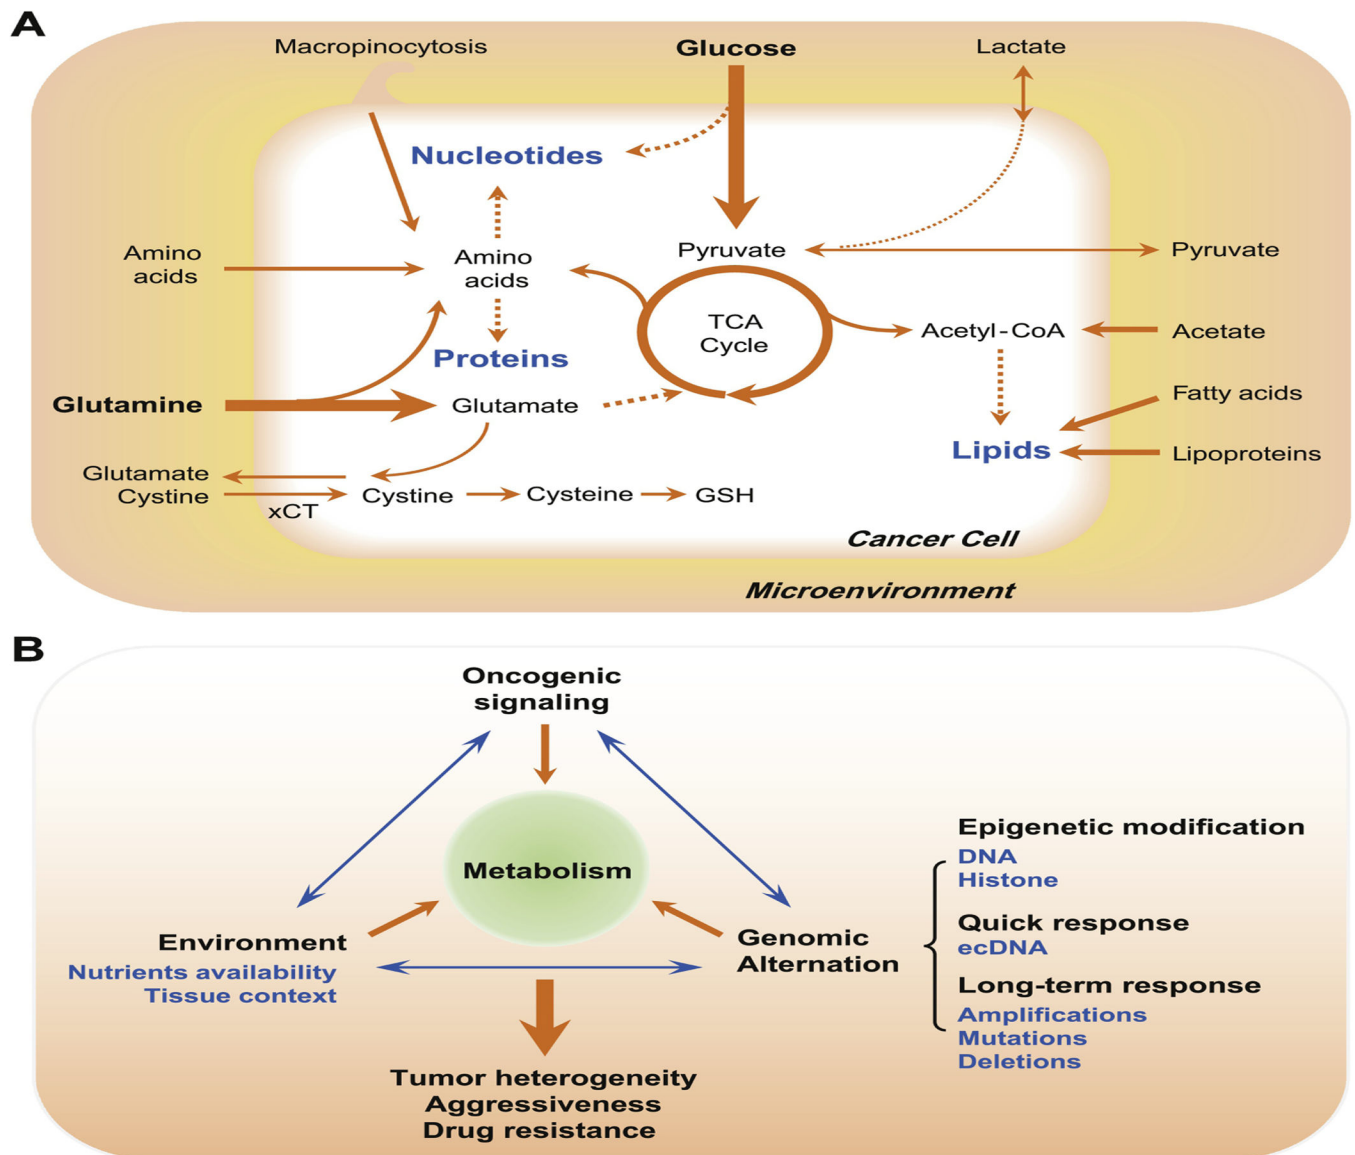 A
Macropinocytosis
Glucose
Lactate
Nucleotides
Amino
acids
Amino
acids
Pyruvate
Pyruvate
TCA
Cycle
Acetyl-CoA
Acetate
Proteins
Glutamine
Glutamate
Fatty acids
Lipids
Lipoproteins
Glutamate
Cystine
xCT
Cystine
Cysteine
GSH
Cancer Cell
Microenvironment
B
Oncogenic
signaling
Metabolism
Environment
Nutrients availability
Tissue context
Genomic
Alternation
Epigenetic modification
DNA
Histone
Quick response
ecDNA
Long-term response
Amplifications
Mutations
Deletions
Tumor heterogeneity
Aggressiveness
Drug resistance